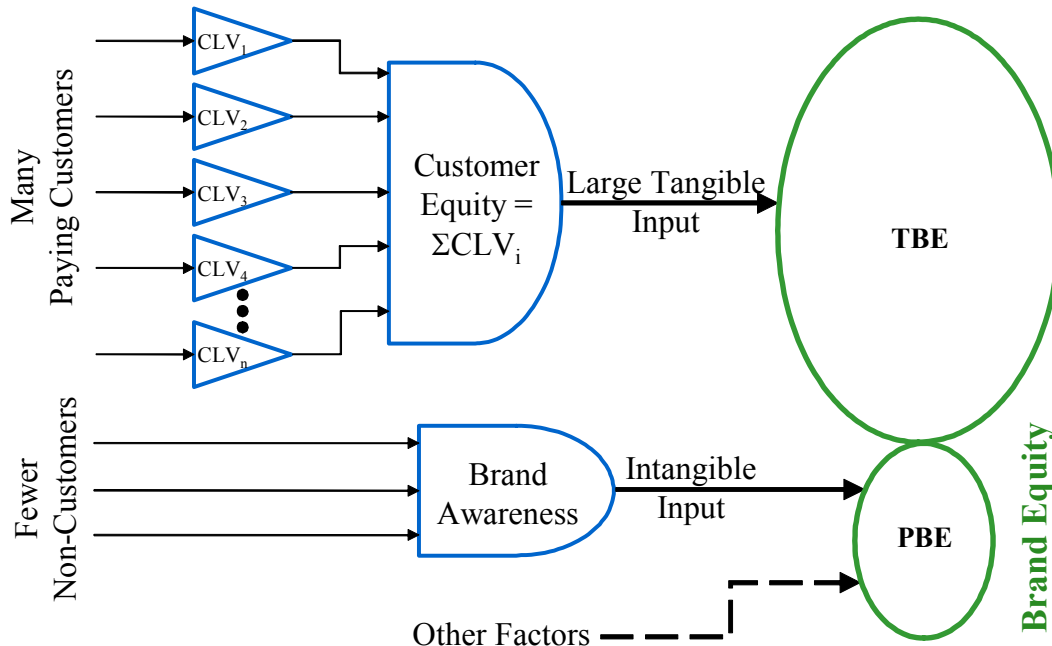 Many
Paying Customers
CLV1
CLV2
CLV3
CLV4
CLVn
Customer
Equity =
ΣCLVi
Large Tangible
Input
TBE
Fewer
Non-Customers
Brand
Awareness
Intangible
Input
PBE
Other Factors
Brand Equity